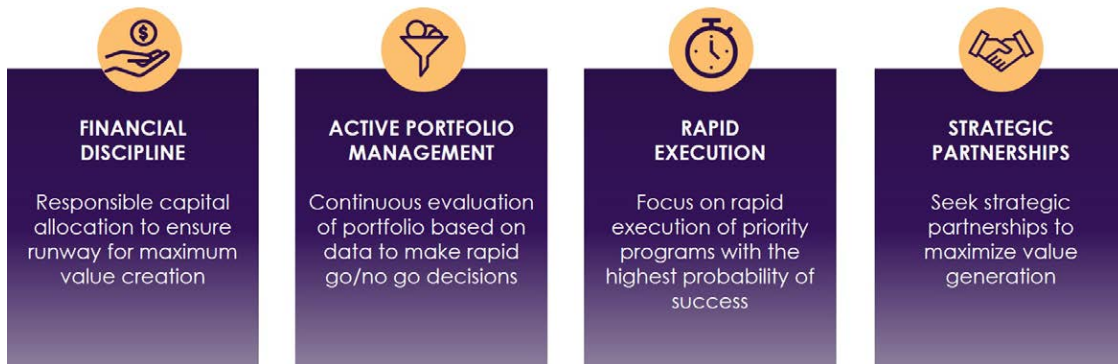 $
FINANCIAL
DISCIPLINE
Responsible capital
allocation to ensure
runway for maximum
value creation
ACTIVE PORTFOLIO
MANAGEMENT
Continuous evaluation
of portfolio based on
data to make rapid
go/no go decisions
RAPID
EXECUTION
Focus on rapid
execution of priority
programs with the
highest probability of
success
STRATEGIC
PARTNERSHIPS
Seek strategic
partnerships to
maximize value
generation